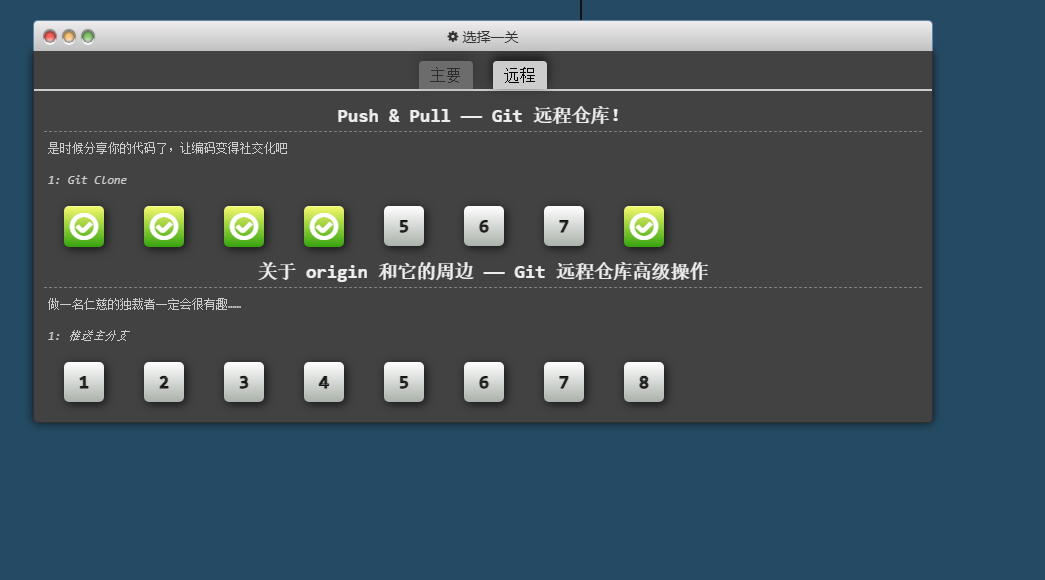 选择一关
主要 远程
Push & Pull —— Git 远程仓库！
是时候分享你的代码了，让编码变得社交化吧
1: Git Clone
5 6 7
关于 origin 和它的周边 —— Git 远程仓库高级操作
做一名仁慈的独裁者一定会很有趣……
1: 推送主分支
1 2 3 4 5 6 7 8